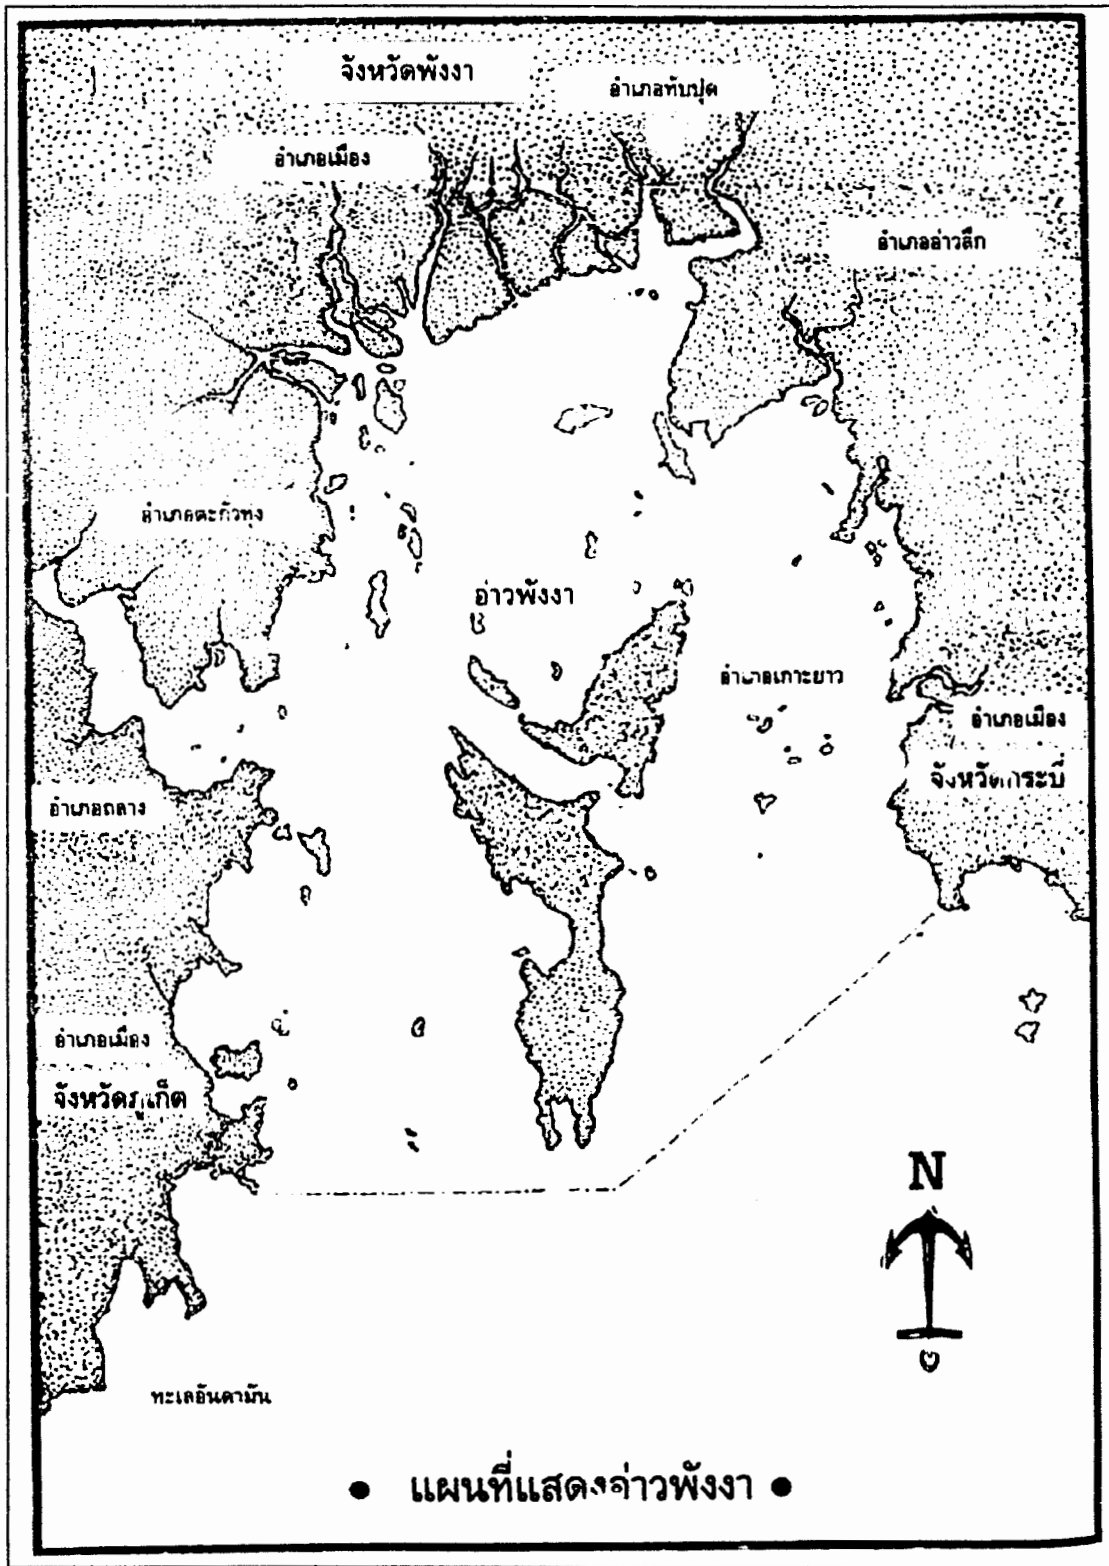 จังหวัดพังงา
อำเภอทับปุด
อำเภอเมือง
อำเภออ่าวลึก
อำเภอตะกั่วทุ่ง
อ่าวพังงา
อำเภอเกาะยาว
อำเภอเมือง
จังหวัดกระบี่
อำเภอถลาง
อำเภอเมือง
จังหวัดภูเก็ต
N
ทะเลอันดามัน
● แผนที่แสดงอ่าวพังงา ●